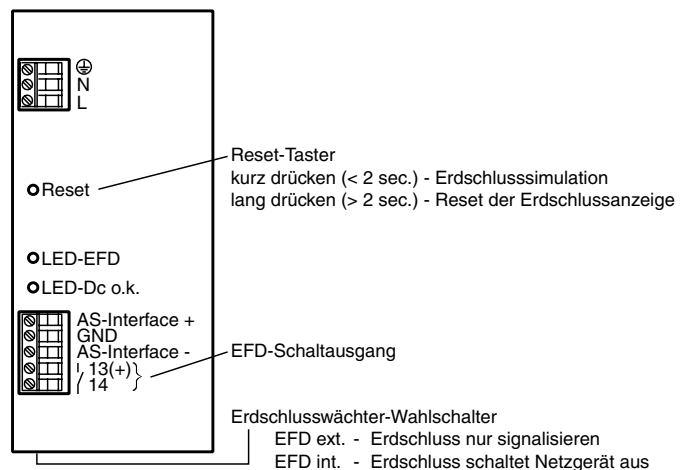 N
L
Reset-Taster
kurz drücken (< 2 sec.) - Erdschlusssimulation
lang drücken (> 2 sec.) - Reset der Erdschlussanzeige
Reset
LED-EFD
LED-Dc o.k.
AS-Interface +
GND
AS-Interface -
13(+)
14
EFD-Schaltausgang
Erdschlusswächter-Wahlschalter
EFD ext. - Erdschluss nur signalisieren
EFD int. - Erdschluss schaltet Netzgerät aus